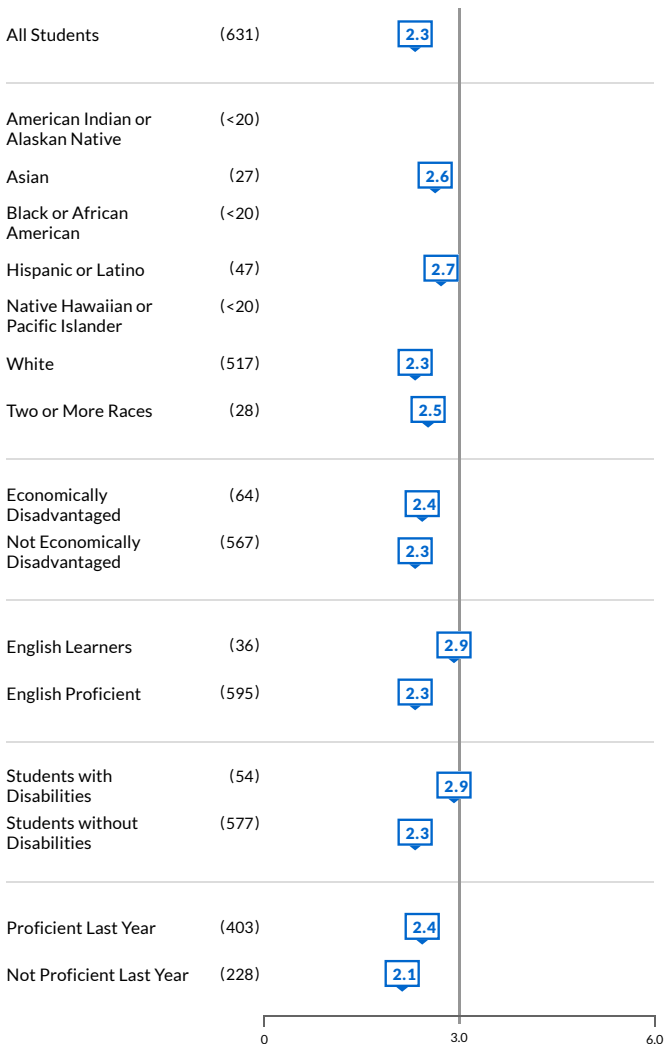 All Students (631) 2.3
American Indian or (<20)
Alaskan Native
Asian (27) 2.6
Black or African (<20)
American
Hispanic or Latino (47) 2.7
Native Hawaiian or (<20)
Pacific Islander
White (517) 2.3
Two or More Races (28) 2.5
Economically (64) 2.4
Disadvantaged
Not Economically (567) 2.3
Disadvantaged
English Learners (36) 2.9
English Proficient (595) 2.3
Students with (54) 2.9
Disabilities
Students without (577) 2.3
Disabilities
Proficient Last Year (403) 2.4
Not Proficient Last Year (228) 2.1
0 3.0 6.0